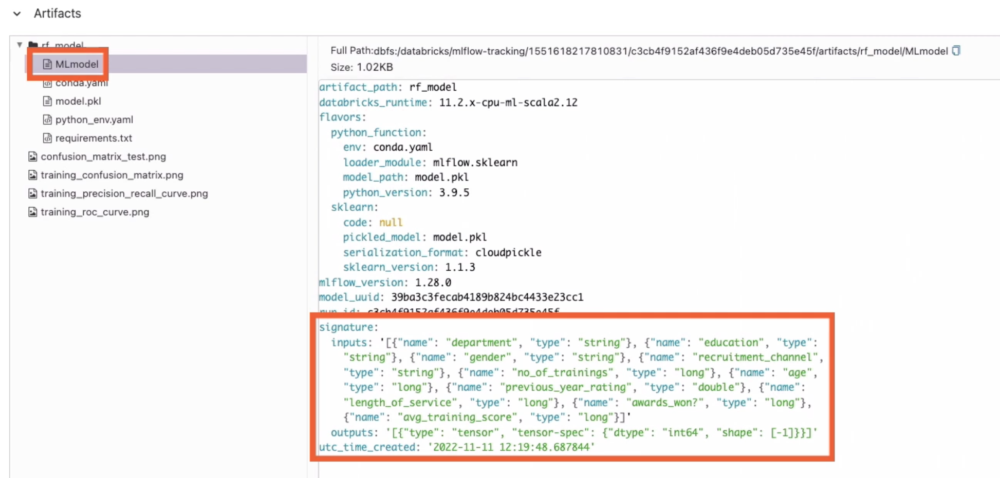 Artifacts
rf_model
MLmodel
conda.yaml
model.pkl
python_env.yaml
requirements.txt
confusion_matrix_test.png
training_confusion_matrix.png
training_precision_recall_curve.png
training_roc_curve.png
Full Path:dbfs:/databricks/mlflow-tracking/1551618217810831/c3cb4f9152af436f9e4deb05d735e45f/artifacts/rf_model/MLmodel
Size: 1.02KB
artifact_path: rf_model
databricks_runtime: 11.2.x-cpu-ml-scala2.12
flavors:
python_function:
env: conda.yaml
loader_module: mlflow.sklearn
model_path: model.pkl
python_version: 3.9.5
sklearn:
code: null
pickled_model: model.pkl
serialization_format: cloudpickle
sklearn_version: 1.1.3
mlflow_version: 1.28.0
model_uuid: 39ba3c3fecab4189b824bc4433e23cc1
run_id: c3cb4f9152af436f9e4deb05d735e45f
signature:
inputs: '[{"name": "department", "type": "string"}, {"name": "education", "type":
"string"}, {"name": "gender", "type": "string"}, {"name": "recruitment_channel",
"type": "string"}, {"name": "no_of_trainings", "type": "long"}, {"name": "age",
"type": "long"}, {"name": "previous_year_rating", "type": "double"}, {"name":
"length_of_service", "type": "long"}, {"name": "awards_won?", "type": "long"},
{"name": "avg_training_score", "type": "long"}]'
outputs: '[{"type": "tensor", "tensor-spec": {"dtype": "int64", "shape": [-1]}}]'
utc_time_created: '2022-11-11 12:19:48.687844'